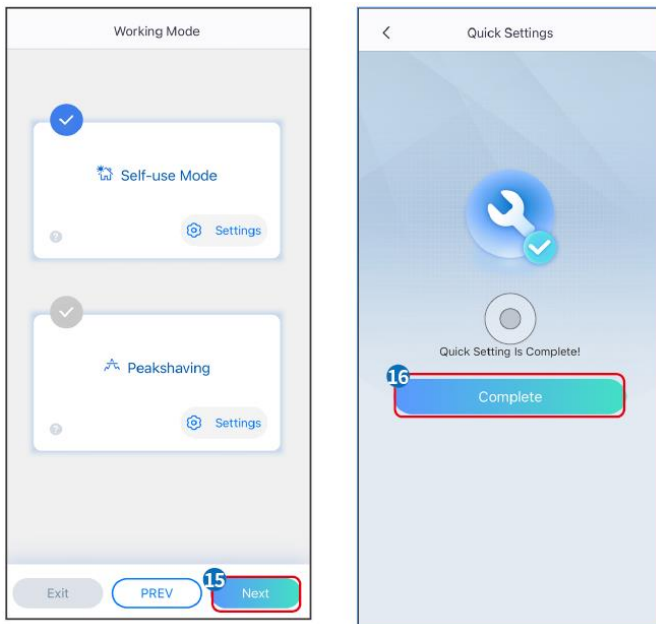 Working Mode
Self-use Mode
?
Settings
Peakshaving
?
Settings
Exit
PREV
15
Next
Quick Settings
Quick Setting Is Complete!
16
Complete